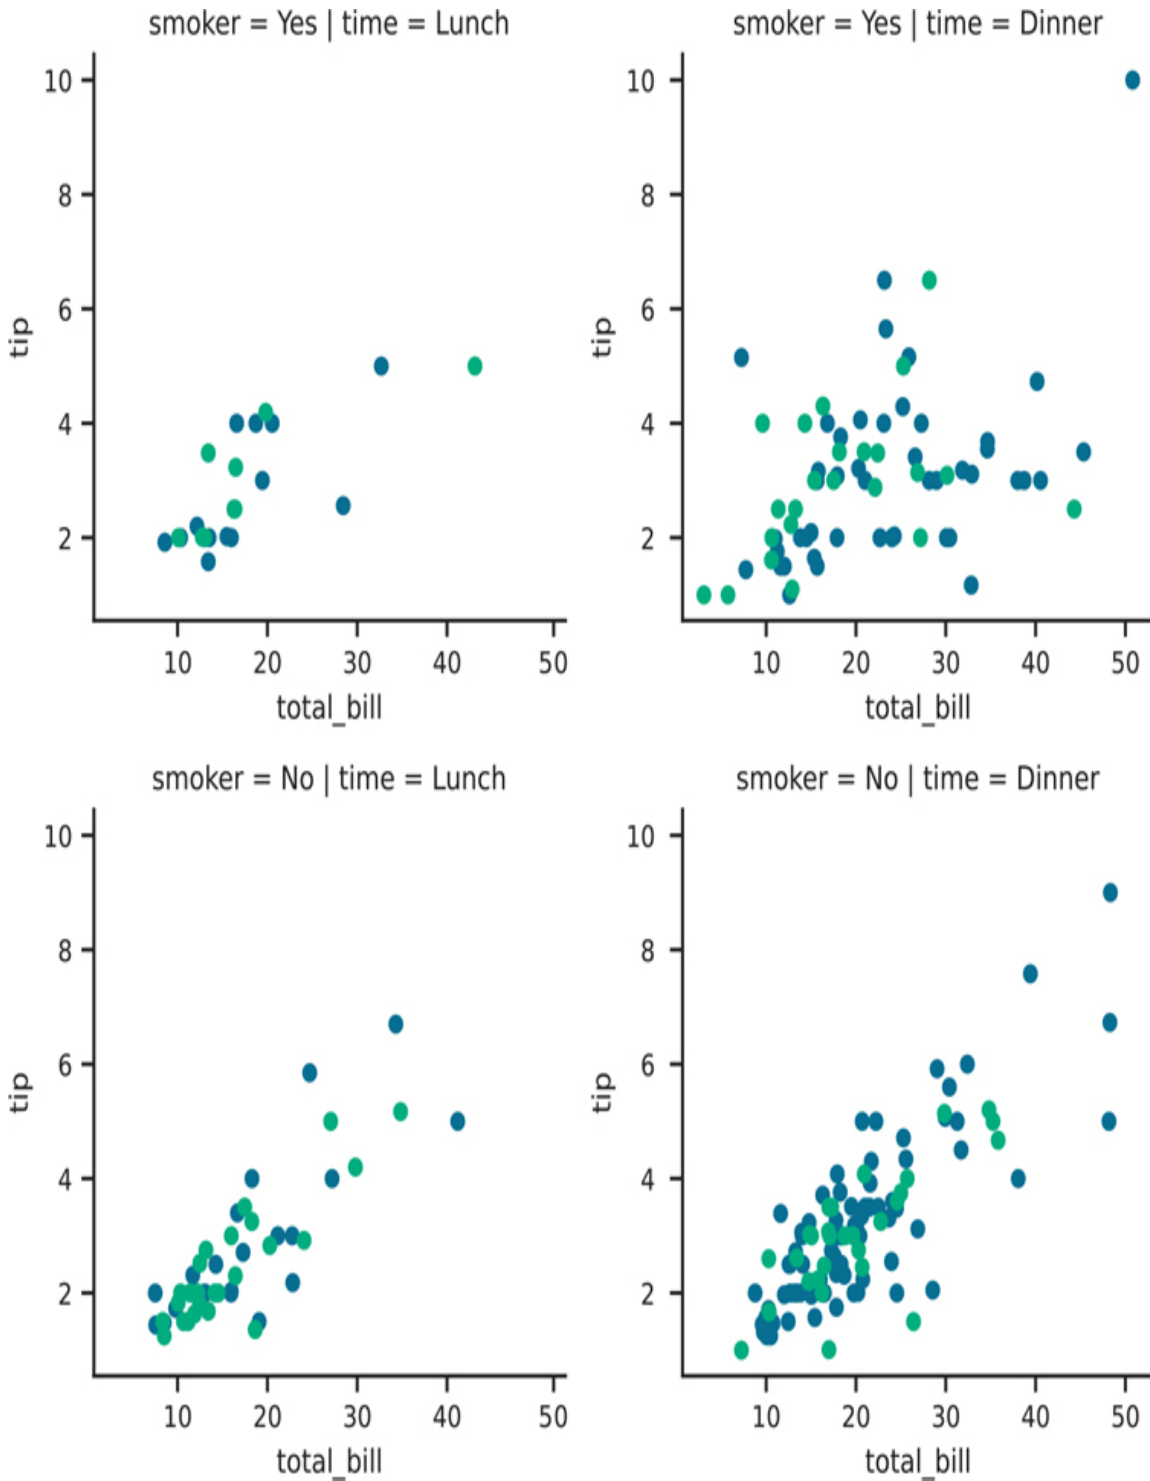 smoker = Yes | time = Lunch
10
8
6
4
2
tip
10 20 30 40 50
total_bill
smoker = Yes | time = Dinner
10
8
6
4
2
tip
10 20 30 40 50
total_bill
smoker = No | time = Lunch
10
8
6
4
2
tip
10 20 30 40 50
total_bill
smoker = No | time = Dinner
10
8
6
4
2
tip
10 20 30 40 50
total_bill